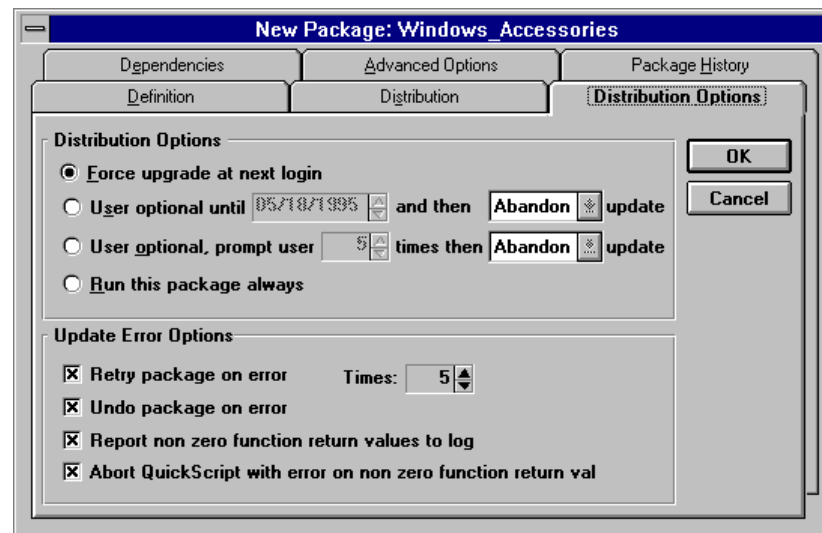 New Package: Windows_Accessories
Dependencies Advanced Options Package History
Definition Distribution Distribution Options
Distribution Options
OK
Force upgrade at next login
User optional until 05/18/1995 and then Abandon update
Cancel
User optional, prompt user 5 times then Abandon update
Run this package always
Update Error Options
Retry package on error Times: 5
Undo package on error
Report non zero function return values to log
Abort QuickScript with error on non zero function return val